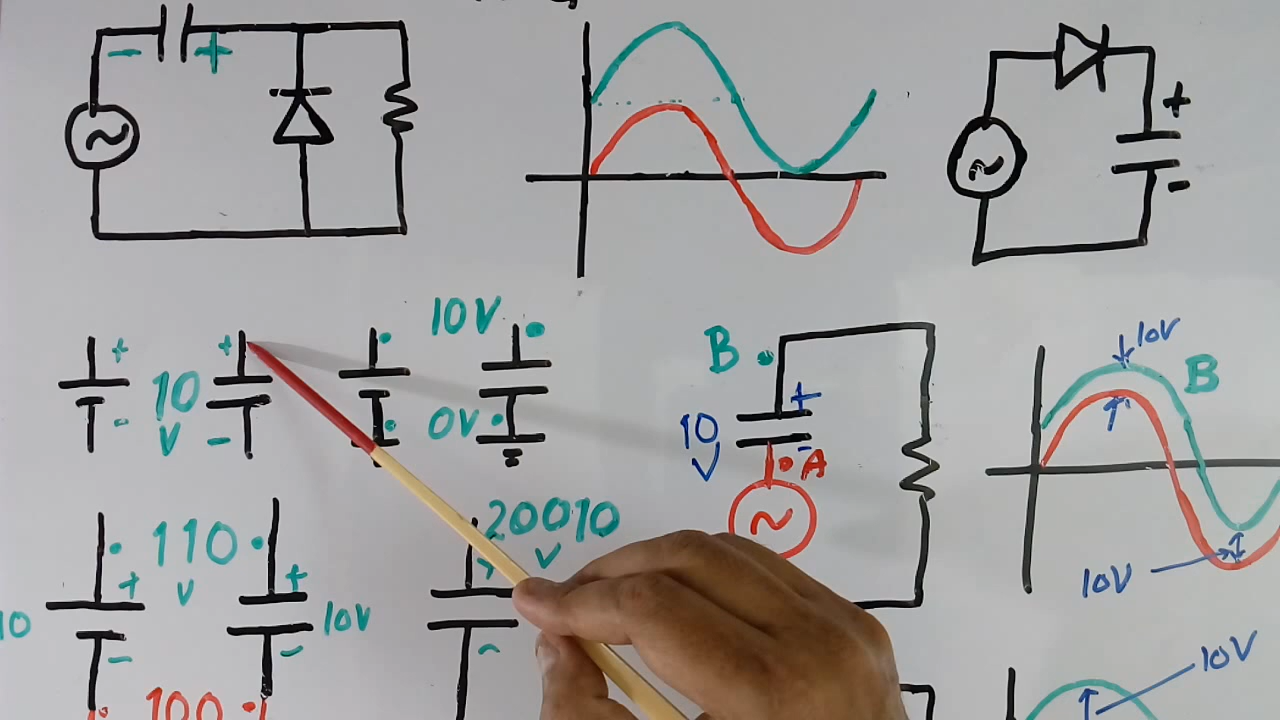 - +
+
-
10V
+ + B 10V
10 B
V 0V 10
- - V
+
-
A
20010
V
110
V
+ + +
10 10V
- - -
10V
100
10V